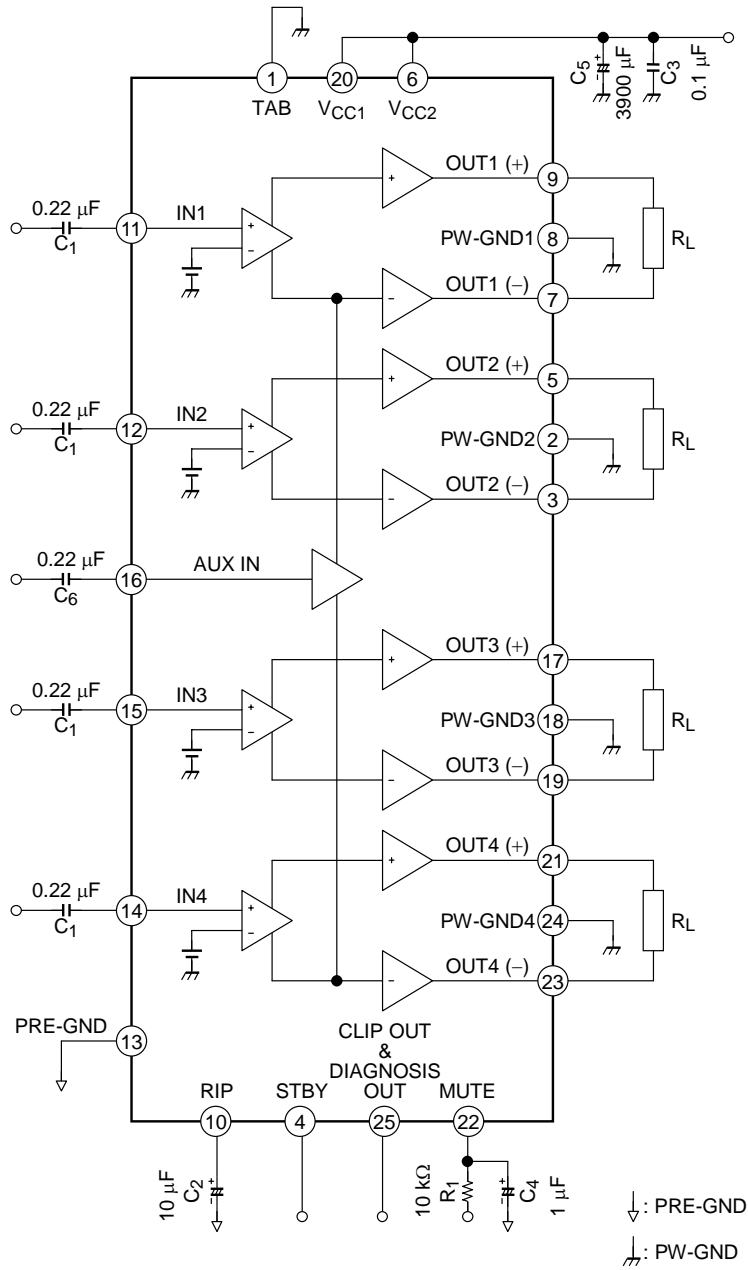 1
TAB
20
VCC1
6
VCC2
C5
3900 μF
C3
0.1 μF
0.22 μF
C1
11
IN1
+
−
+
OUT1 (+)
9
PW-GND1
8
RL
−
OUT1 (−)
7
0.22 μF
C1
12
IN2
+
−
+
OUT2 (+)
5
PW-GND2
2
RL
−
OUT2 (−)
3
0.22 μF
C6
16
AUX IN
0.22 μF
C1
15
IN3
+
−
+
OUT3 (+)
17
PW-GND3
18
RL
−
OUT3 (−)
19
0.22 μF
C1
14
IN4
+
−
+
OUT4 (+)
21
PW-GND4
24
RL
−
OUT4 (−)
23
PRE-GND
13
CLIP OUT
&
DIAGNOSIS
RIP
STBY
OUT
MUTE
10
4
25
22
10 μF
C2
− +
10 kΩ
R1
− +
C4
1 μF
: PRE-GND
: PW-GND